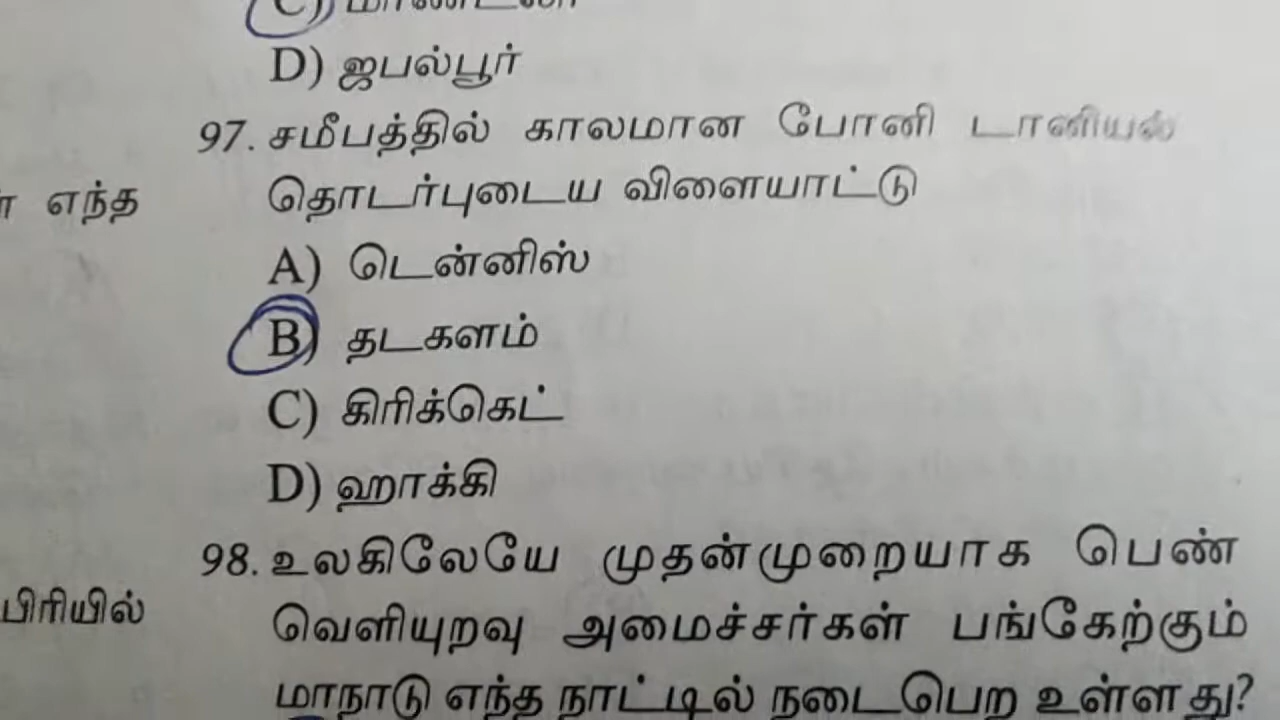 D) ஜபல்பூர்
97. சமீபத்தில் காலமான போனி டானியல்
தொடர்புடைய விளையாட்டு
ள் எந்த
A) டென்னிஸ்
B) தடகளம்
C) கிரிக்கெட்
D) ஹாக்கி
98. உலகிலேயே முதன்முறையாக பெண்
பிரியில்
வெளியுறவு அமைச்சர்கள் பங்கேற்கும்
மாநாடு எந்த நாட்டில் நடைபெற உள்ளது?